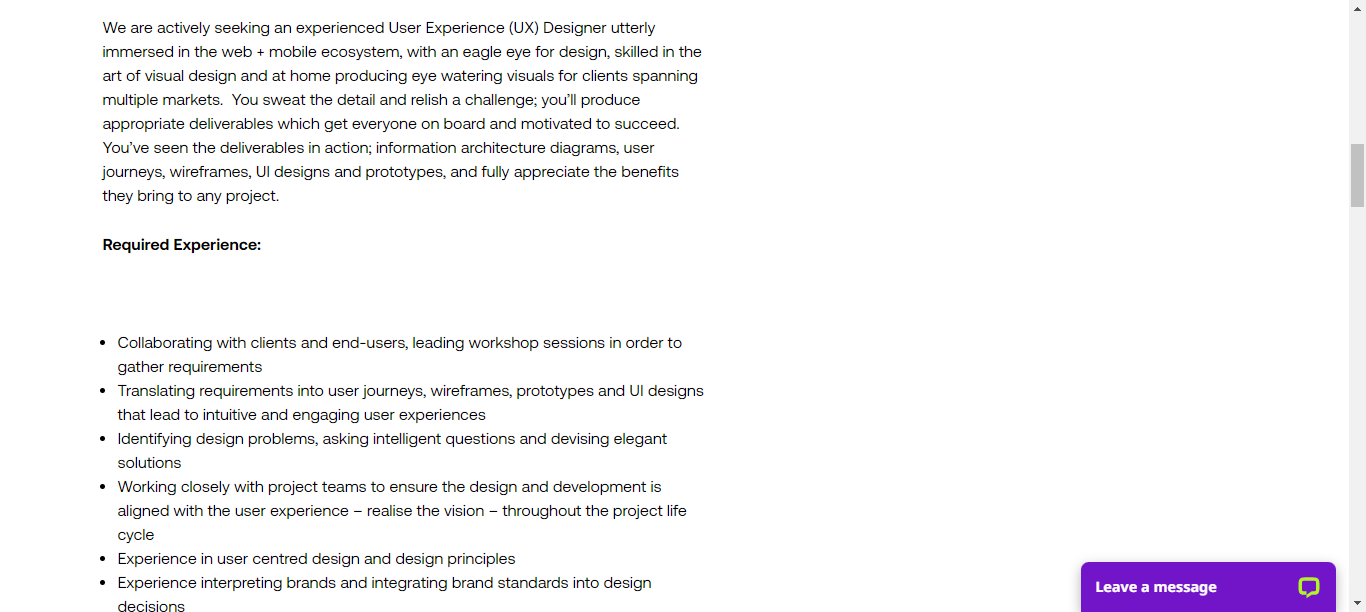 We are actively seeking an experienced User Experience (UX) Designer utterly
immersed in the web + mobile ecosystem, with an eagle eye for design, skilled in the
art of visual design and at home producing eye watering visuals for clients spanning
multiple markets.  You sweat the detail and relish a challenge; you’ll produce
appropriate deliverables which get everyone on board and motivated to succeed.
You’ve seen the deliverables in action; information architecture diagrams, user
journeys, wireframes, UI designs and prototypes, and fully appreciate the benefits
they bring to any project.
Required Experience:
• Collaborating with clients and end-users, leading workshop sessions in order to
gather requirements
• Translating requirements into user journeys, wireframes, prototypes and UI designs
that lead to intuitive and engaging user experiences
• Identifying design problems, asking intelligent questions and devising elegant
solutions
• Working closely with project teams to ensure the design and development is
aligned with the user experience – realise the vision – throughout the project life
cycle
• Experience in user centred design and design principles
• Experience interpreting brands and integrating brand standards into design
decisions
Leave a message